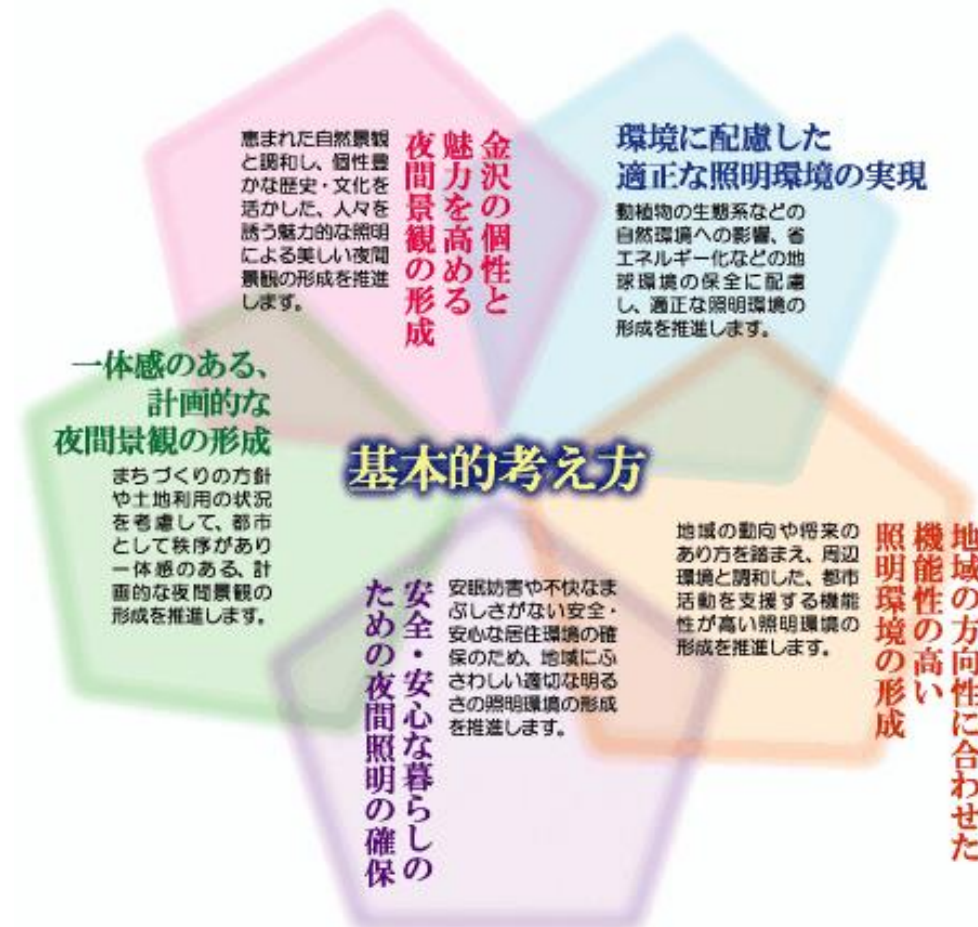 金沢の個性と
魅力を高める
夜間景観の形成
恵まれた自然景観
と調和し、個性豊
かな歴史・文化を
活かした、人々を
誘う魅力的な照明
による美しい夜間
景観の形成を推進
します。
環境に配慮した
適正な照明環境の実現
動植物の生態系などの
自然環境への影響、省
エネルギー化などの地
球環境の保全に配慮
し、適正な照明環境の
形成を推進します。
一体感のある、
計画的な
夜間景観の形成
まちづくりの方針
や土地利用の状況
を考慮して、都市
として秩序があり
一体感のある、計
画的な夜間景観の
形成を推進します。
基本的考え方
地域の方向性に合わせた
機能性の高い
照明環境の形成
地域の動向や将来の
あり方を踏まえ、周辺
環境と調和した、都市
活動を支援する機能
性が高い照明環境の
形成を推進します。
安全・安心な暮らしの
ための夜間照明の確保
安眠妨害や不快なま
ぶしさがない安全・
安心な居住環境の確
保のため、地域にふ
さわしい適切な明る
さの照明環境の形成
を推進します。